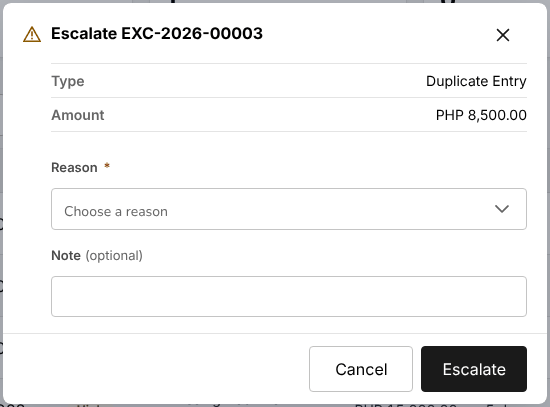 Escalate EXC-2026-00003
Type Duplicate Entry
Amount PHP 8,500.00
Reason *
Choose a reason
Note (optional)
Cancel Escalate